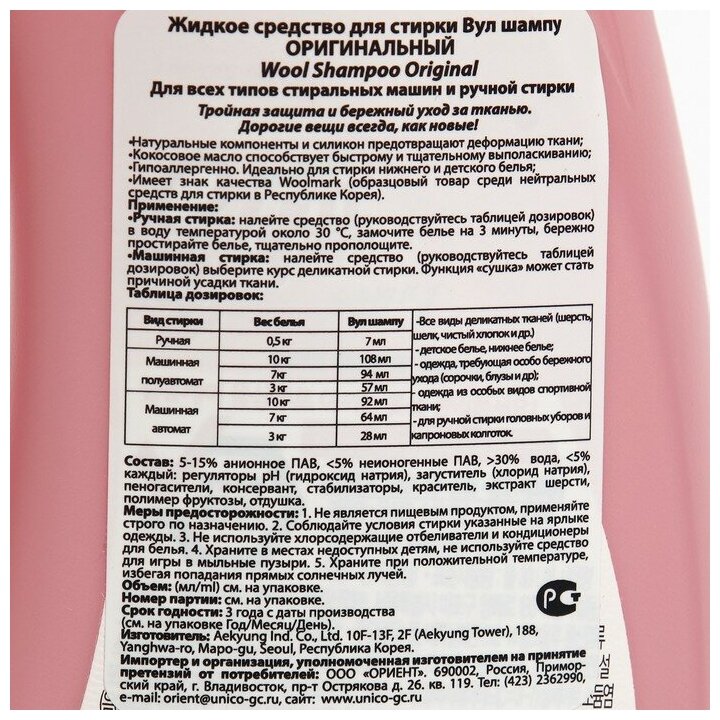 Жидкое средство для стирки Вул шампу
ОРИГИНАЛЬНЫЙ
Wool Shampoo Original
Для всех типов стиральных машин и ручной стирки
Тройная защита и бережный уход за тканью.
Дорогие вещи всегда, как новые!
•Натуральные компоненты и силикон предотвращают деформацию ткани;
•Кокосовое масло способствует быстрому и тщательному выполаскиванию;
•Гипоаллергенно. Идеально для стирки нижнего и детского белья;
•Имеет знак качества Woolmark (образцовый товар среди нейтральных
средств для стирки в Республике Корея).
Применение:
•Ручная стирка: налейте средство (руководствуйтесь таблицей дозировок)
в воду температурой около 30 °C, замочите белье на 3 минуты, бережно
простирайте белье, тщательно прополощите.
•Машинная стирка: налейте средство (руководствуйтесь таблицей
дозировок) выберите курс деликатной стирки. Функция «сушка» может стать
причиной усадки ткани.
Таблица дозировок:
Вид стирки Вес белья Вул шампу
Ручная 0,5 кг 7 мл
Машинная полуавтомат 10 кг 108 мл
7кг 94 мл
3 кг 57 мл
Машинная автомат 10 кг 92 мл
7 кг 64 мл
3 кг 28 мл
-Все виды деликатных тканей (шерсть,
шелк, чистый хлопок и др.)
- детское белье, нижнее белье;
- одежда, требующая особо бережного
ухода (сорочки, блузы и др);
- одежда из особых видов спортивной
ткани;
- для ручной стирки головных уборов и
капроновых колготок.
Состав: 5-15% анионное ПАВ, <5% неионогенные ПАВ, >30% вода, <5%
каждый: регуляторы pH (гидроксид натрия), загуститель (хлорид натрия),
пеногасители, консервант, стабилизаторы, краситель, экстракт шерсти,
полимер фруктозы, отдушка.
Меры предосторожности: 1. Не является пищевым продуктом, применяйте
строго по назначению. 2. Соблюдайте условия стирки указанные на ярлыке
одежды. 3. Не используйте хлорсодержащие отбеливатели и кондиционеры
для белья. 4. Храните в местах недоступных детям, не используйте средство
для игры в мыльные пузыри. 5. Храните при положительной температуре,
избегая попадания прямых солнечных лучей.
Объем: (мл/ml) см. на упаковке.
Номер партии: см. на упаковке.
Срок годности: 3 года с даты производства
(см. на упаковке Год/Месяц/День).
Изготовитель: Aekyung Ind. Co., Ltd. 10F-13F, 2F (Aekyung Tower), 188,
Yanghwa-ro, Mapo-gu, Seoul, Республика Корея.
Импортер и организация, уполномоченная изготовителем на принятие
претензий от потребителей: ООО «ОРИЕНТ». 690002, Россия, Примор-
ский край, г. Владивосток, пр-т Острякова д. 26. кв. 119. Тел. (423) 2362990,
e-mail: orient@unico-gc.ru, сайт: www.unico-gc.ru